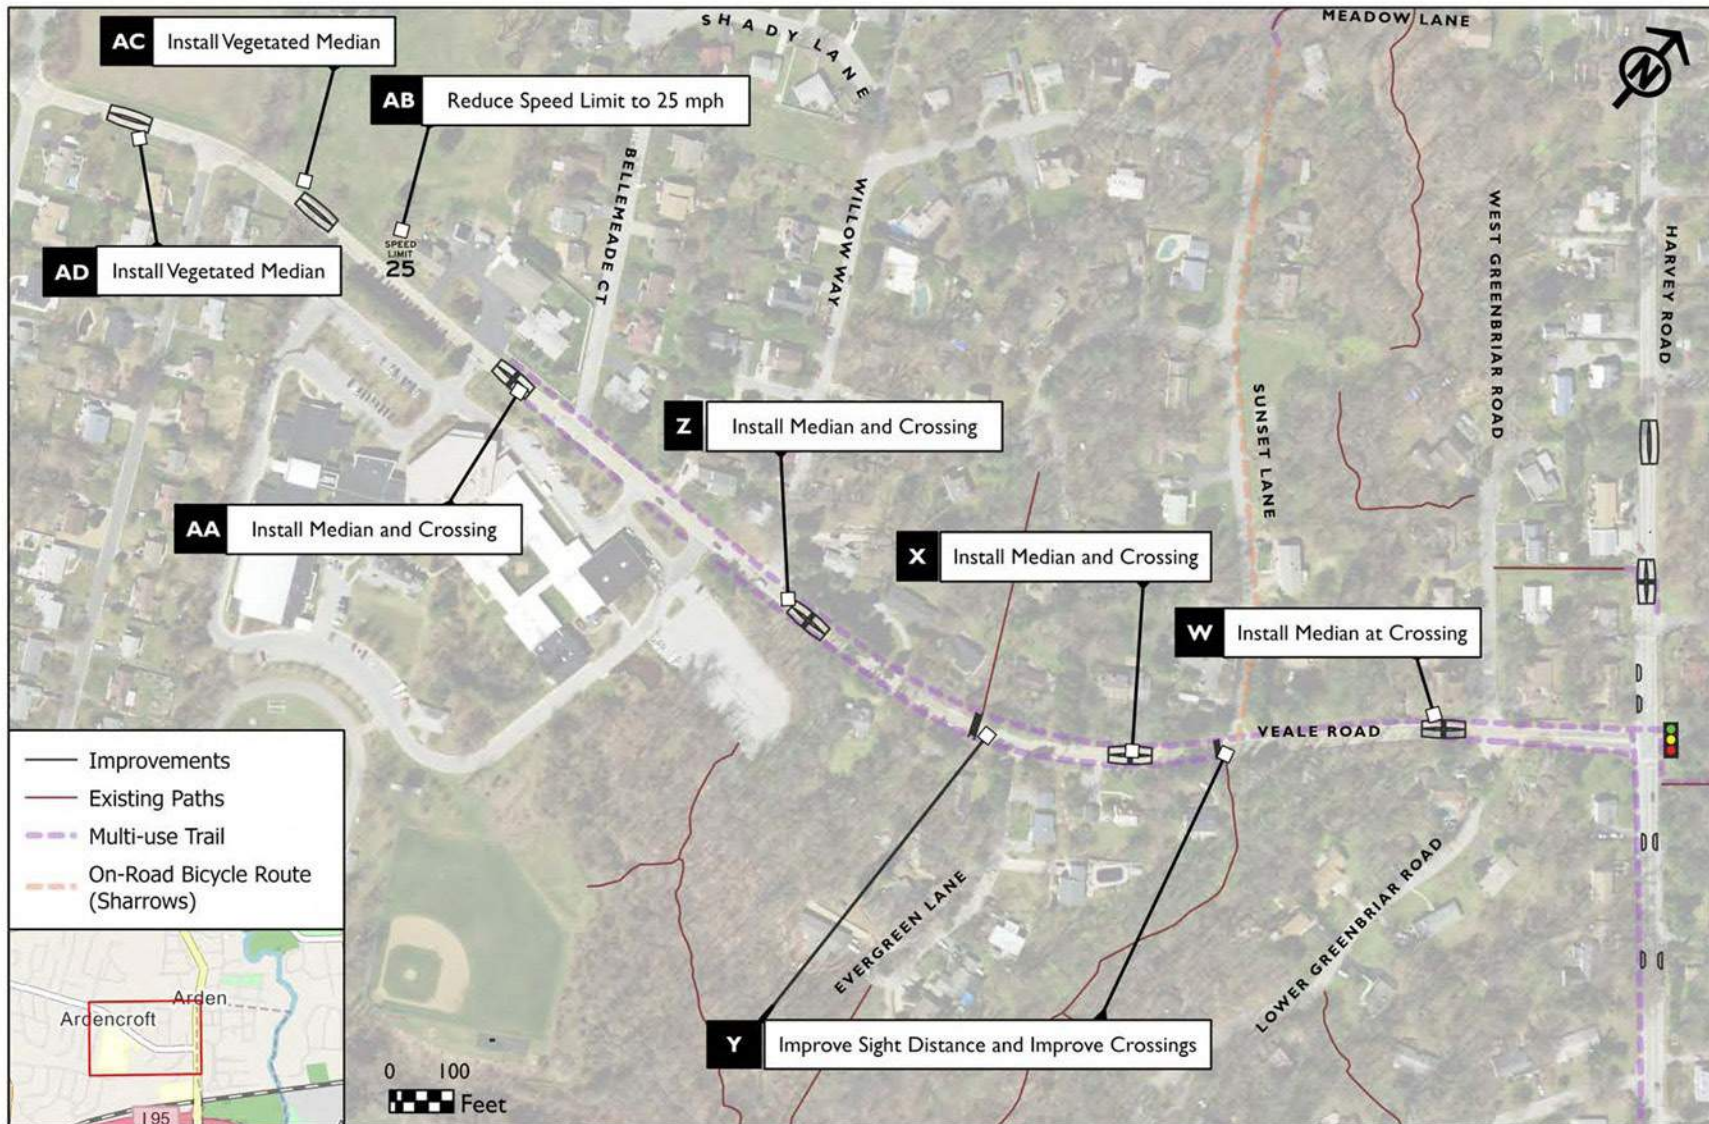 MEADOW LANE
SHADY LANE
AC Install Vegetated Median
AB Reduce Speed Limit to 25 mph
N
AD Install Vegetated Median
SPEED
LIMIT
25
BELLEMEADE CT
WILLOW WAY
WEST GREENBRIAR ROAD
HARVEY ROAD
SUNSET LANE
Z Install Median and Crossing
AA Install Median and Crossing
X Install Median and Crossing
W Install Median at Crossing
VEALE ROAD
Improvements
Existing Paths
Multi-use Trail
On-Road Bicycle Route
(Sharrows)
EVERGREEN LANE
LOWER GREENBRIAR ROAD
Y Improve Sight Distance and Improve Crossings
Arden
Ardencroft
I 95
0 100
Feet